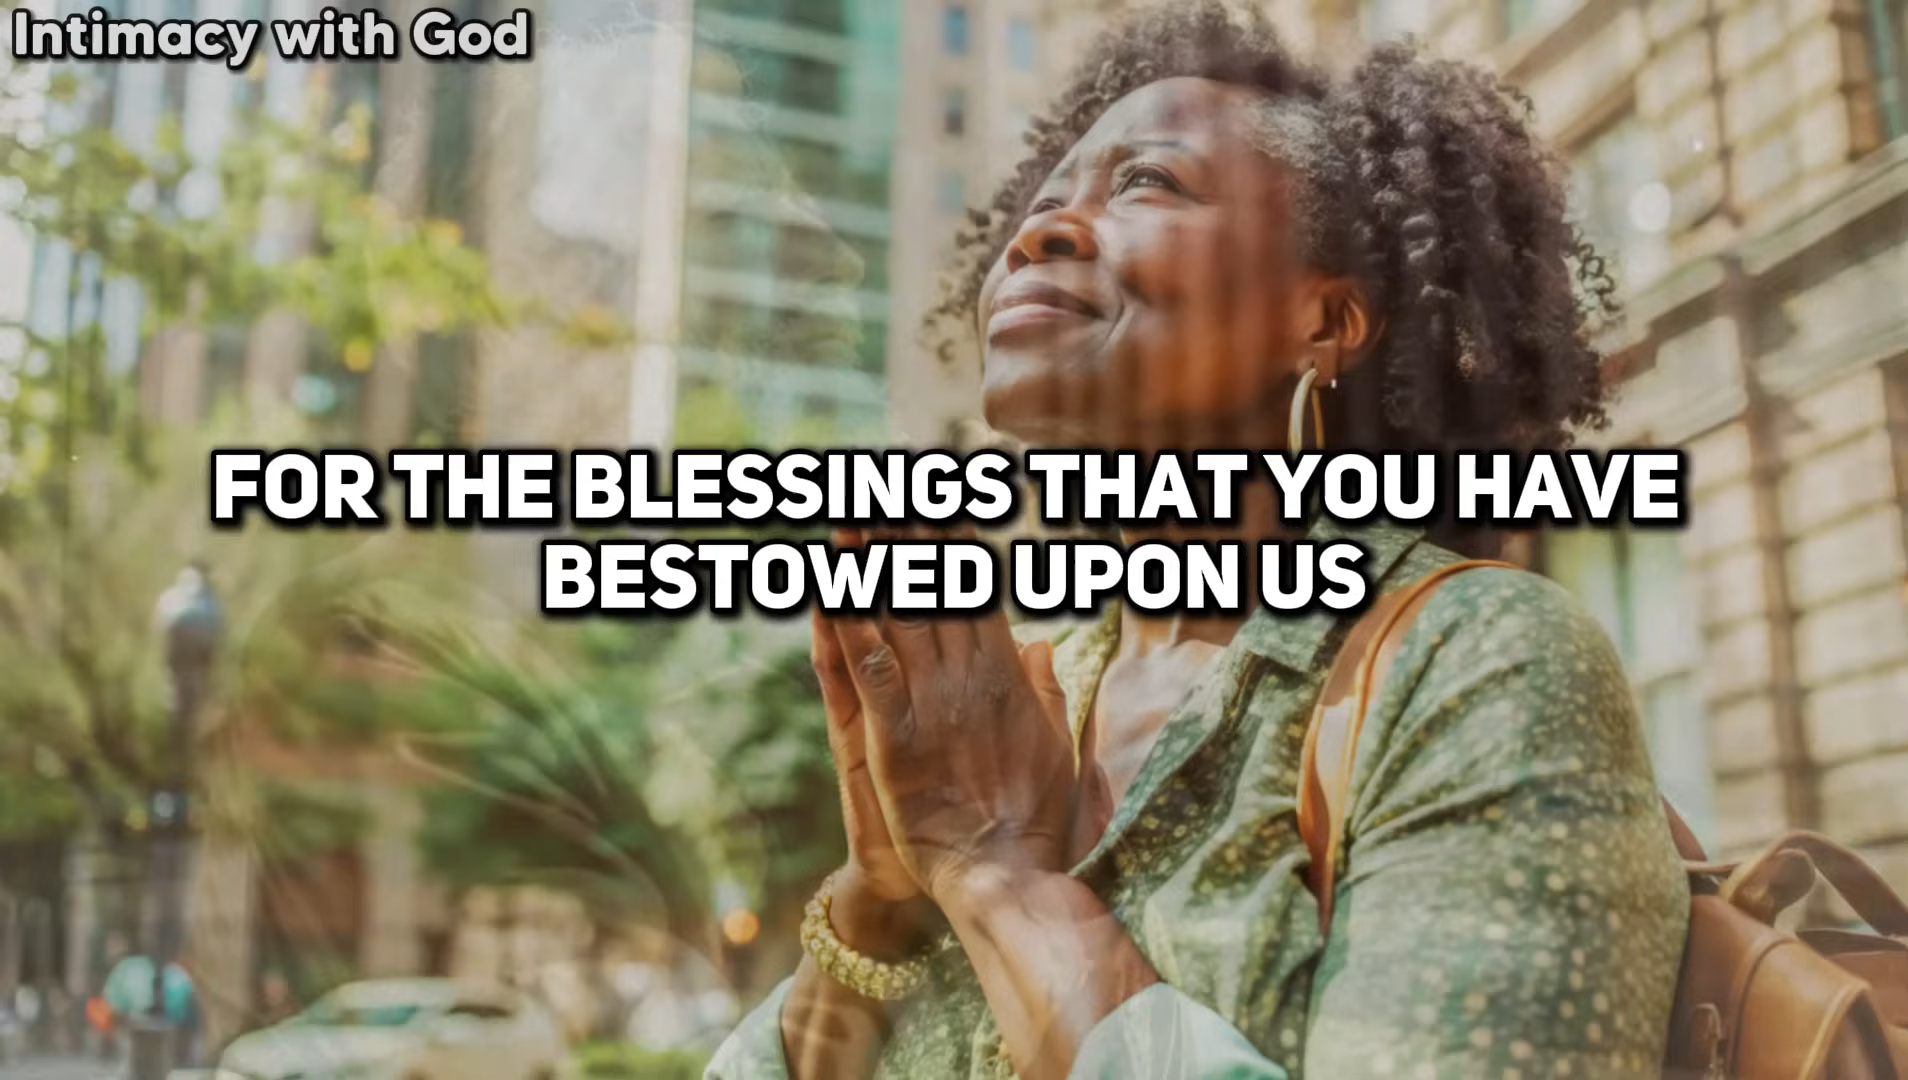 Intimacy with God
FOR THE BLESSINGS THAT YOU HAVE
BESTOWED UPON US